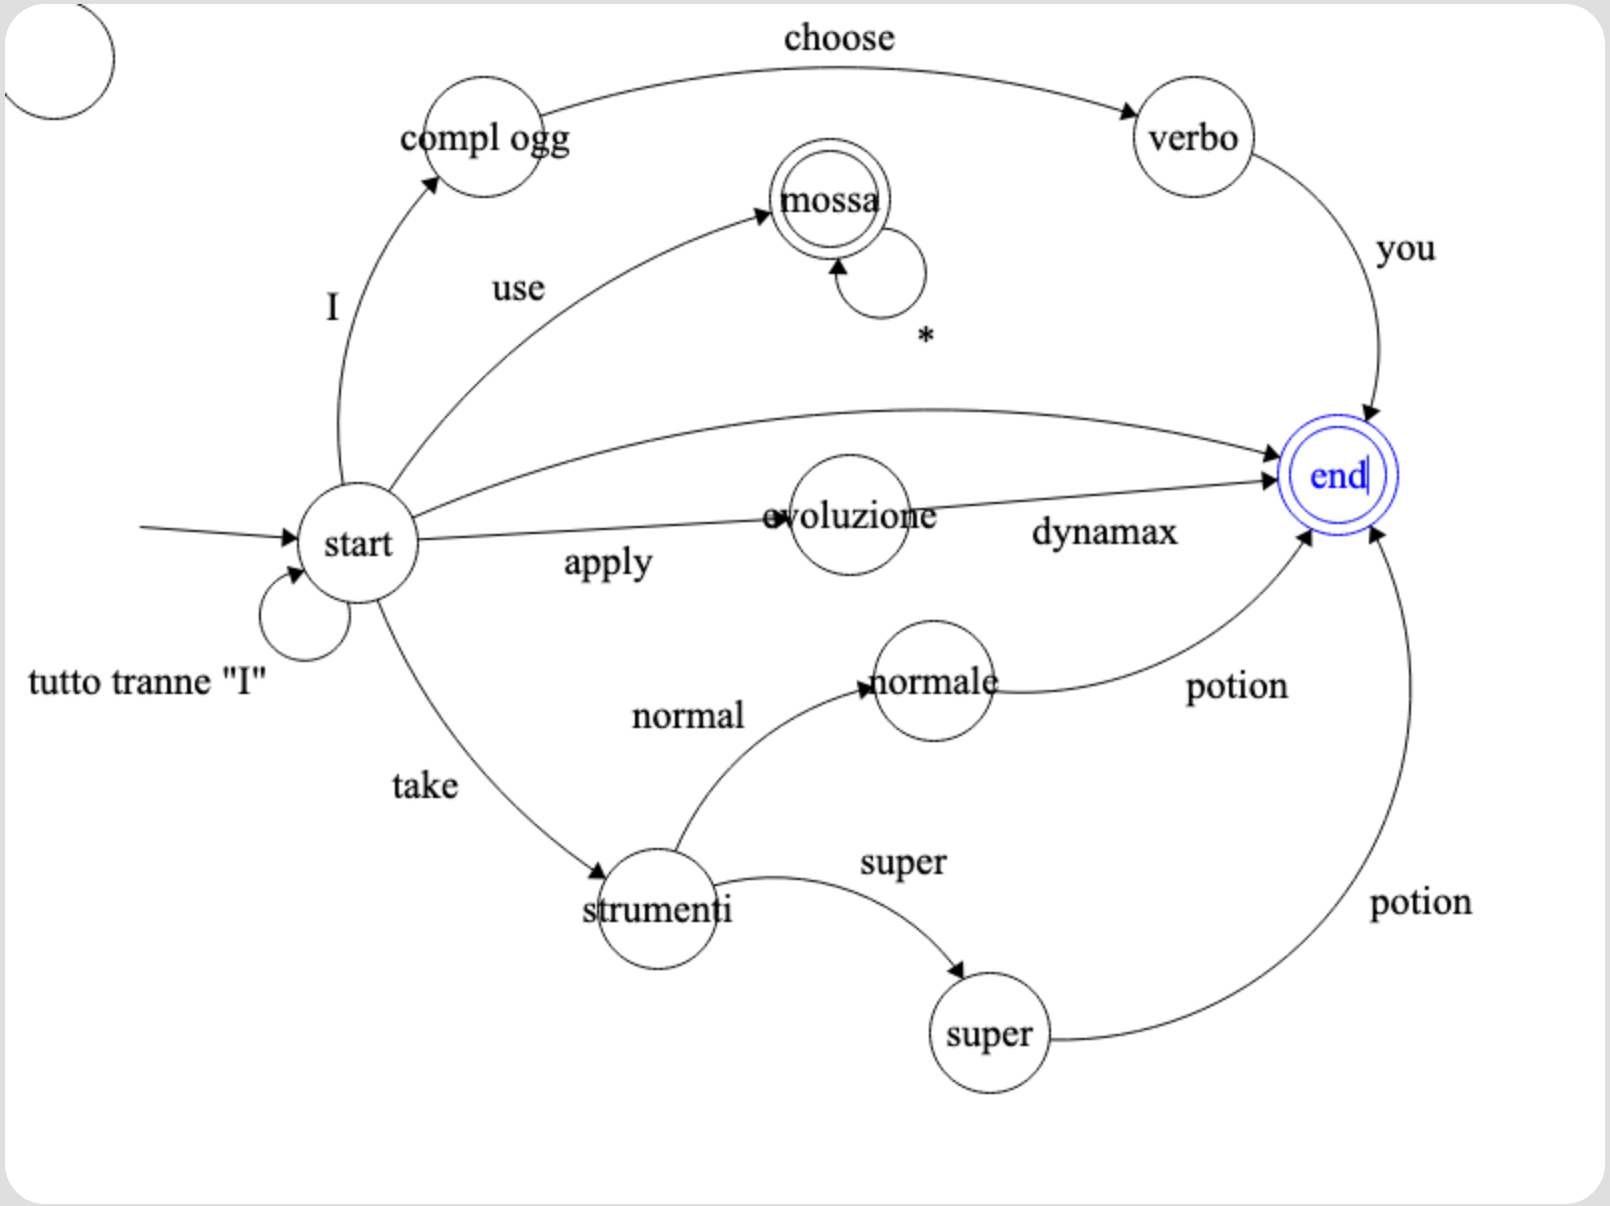 choose
compl ogg
verbo
mossa
you
use
I
*
end
evoluzione
dynamax
start
apply
tutto tranne "I"
normale
potion
normal
take
super
strumenti
potion
super